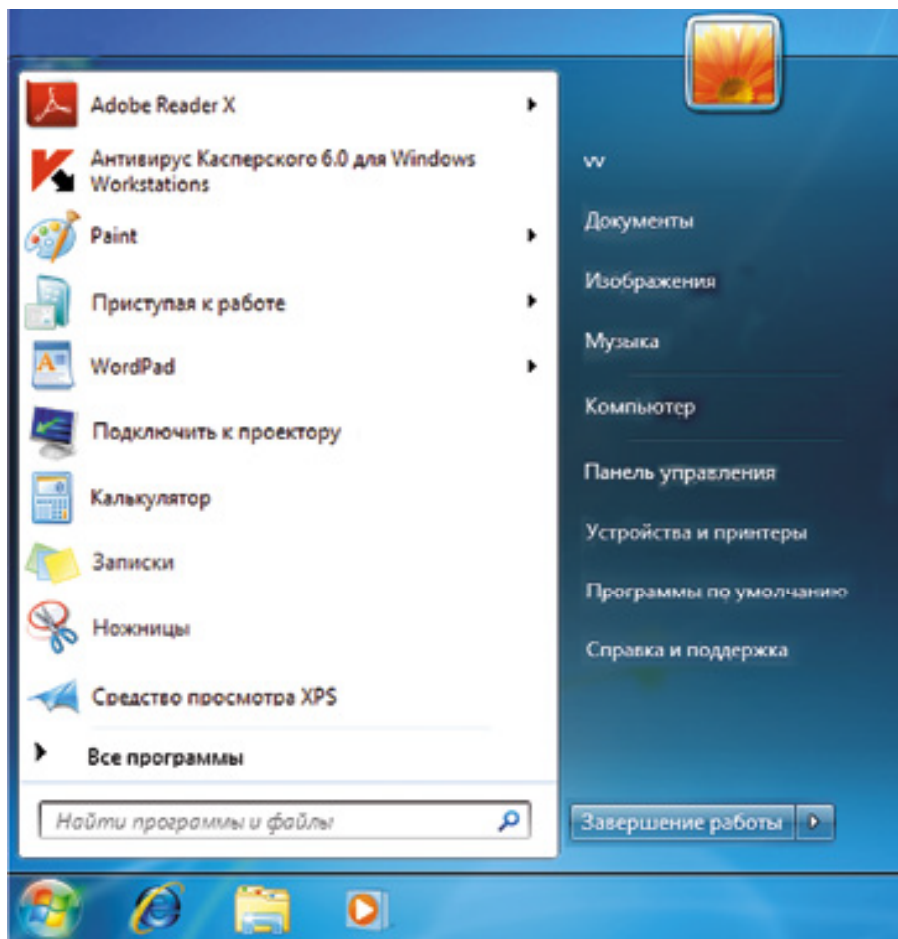 Adobe Reader X
Антивирус Касперского 6.0 для Windows
Workstations
Paint
Приступая к работе
WordPad
Подключить к проектору
Калькулятор
Записки
Ножницы
Средство просмотра XPS
Все программы
Найти программы и файлы
vv
Документы
Изображения
Музыка
Компьютер
Панель управления
Устройства и принтеры
Программы по умолчанию
Справка и поддержка
Завершение работы